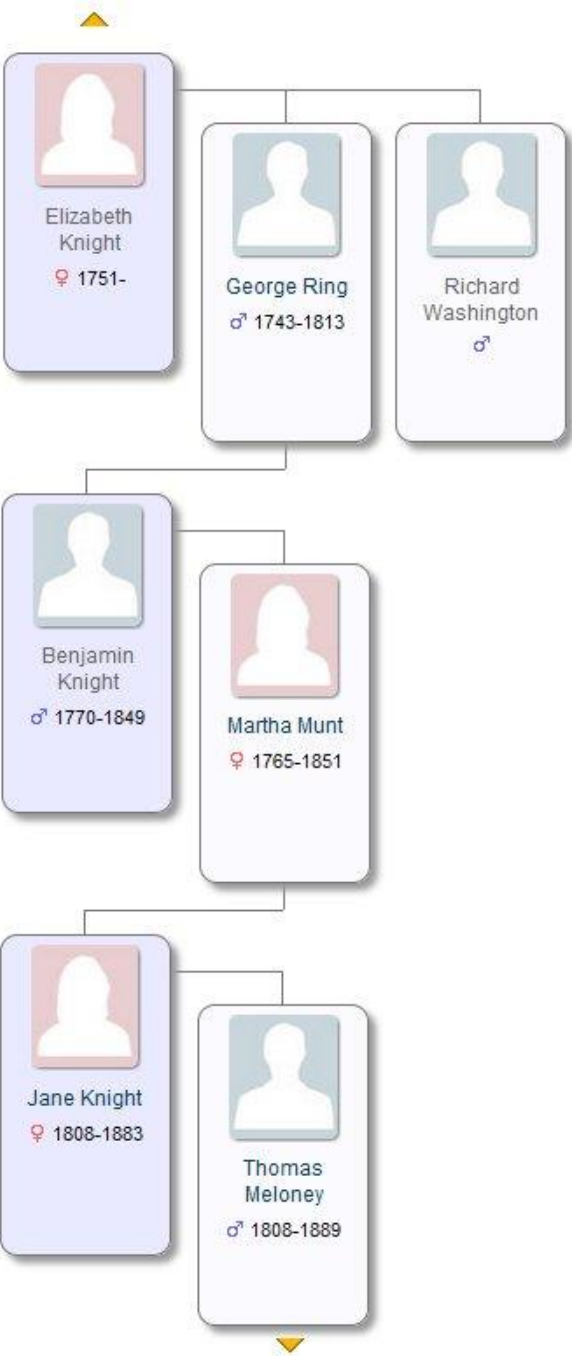 Elizabeth
Knight
♀ 1751-
George Ring
♂ 1743-1813
Richard
Washington
♂
Benjamin
Knight
♂ 1770-1849
Martha Munt
♀ 1765-1851
Jane Knight
♀ 1808-1883
Thomas
Meloney
♂ 1808-1889